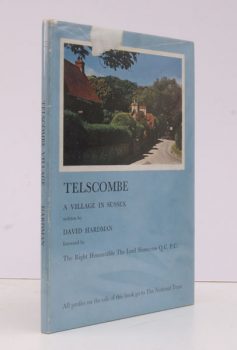 TELSCOMBE
A VILLAGE IN SUSSEX
written by
DAVID HARDMAN
foreword by
The Right Honourable The Lord Q.C. P.C.
All profits on the sale of this book go to The National Trust
TELSCOMBE VILLAGE HARDMAN